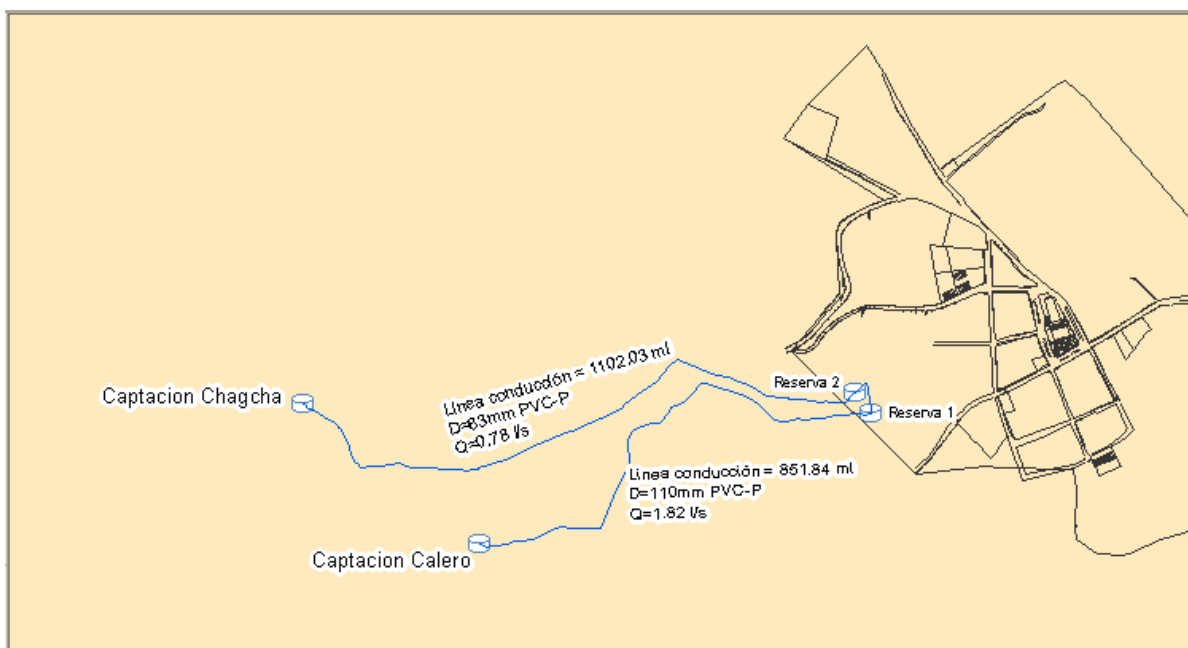 Captacion Chagcha
Línea conducción = 1102.03 ml
D=63mm PVC-P
Q=0.78 l/s
Reserva 2
Reserva 1
Linea conducción = 851.84 ml
D=110mm PVC-P
Q=1.82 l/s
Captacion Calero